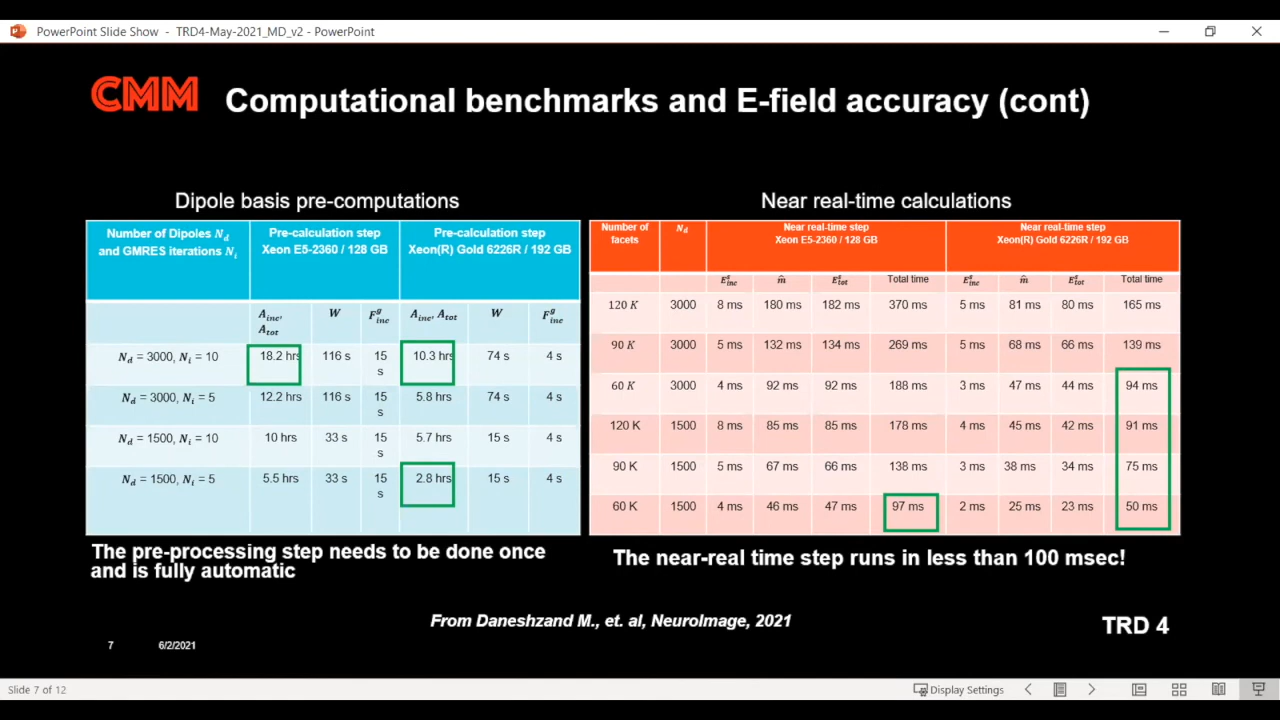 PowerPoint Slide Show - TRD4-May-2021_MD_v2 - PowerPoint
CMM
Computational benchmarks and E-field accuracy (cont)
Dipole basis pre-computations
Number of Dipoles N_d and GMRES iterations N_i | Pre-calculation step Xeon E5-2360 / 128 GB | Pre-calculation step Xeon(R) Gold 6226R / 192 GB
A_inc, A_tot | W | F^g_inc | A_inc, A_tot | W | F^g_inc
N_d = 3000, N_i = 10 | 18.2 hrs | 116 s | 15 s | 10.3 hrs | 74 s | 4 s
N_d = 3000, N_i = 5 | 12.2 hrs | 116 s | 15 s | 5.8 hrs | 74 s | 4 s
N_d = 1500, N_i = 10 | 10 hrs | 33 s | 15 s | 5.7 hrs | 15 s | 4 s
N_d = 1500, N_i = 5 | 5.5 hrs | 33 s | 15 s | 2.8 hrs | 15 s | 4 s
The pre-processing step needs to be done once
and is fully automatic
Near real-time calculations
Number of facets | N_d | Near real-time step Xeon E5-2360 / 128 GB | Near real-time step Xeon(R) Gold 6226R / 192 GB
E^s_inc | m̂ | E^s_tot | Total time | E^s_inc | m̂ | E^s_tot | Total time
120 K | 3000 | 8 ms | 180 ms | 182 ms | 370 ms | 5 ms | 81 ms | 80 ms | 165 ms
90 K | 3000 | 5 ms | 132 ms | 134 ms | 269 ms | 5 ms | 68 ms | 66 ms | 139 ms
60 K | 3000 | 4 ms | 92 ms | 92 ms | 188 ms | 3 ms | 47 ms | 44 ms | 94 ms
120 K | 1500 | 8 ms | 85 ms | 85 ms | 178 ms | 4 ms | 45 ms | 42 ms | 91 ms
90 K | 1500 | 5 ms | 67 ms | 66 ms | 138 ms | 3 ms | 38 ms | 34 ms | 75 ms
60 K | 1500 | 4 ms | 46 ms | 47 ms | 97 ms | 2 ms | 25 ms | 23 ms | 50 ms
The near-real time step runs in less than 100 msec!
From Daneshzand M., et. al, NeuroImage, 2021
TRD 4
7 6/2/2021
Slide 7 of 12
Display Settings